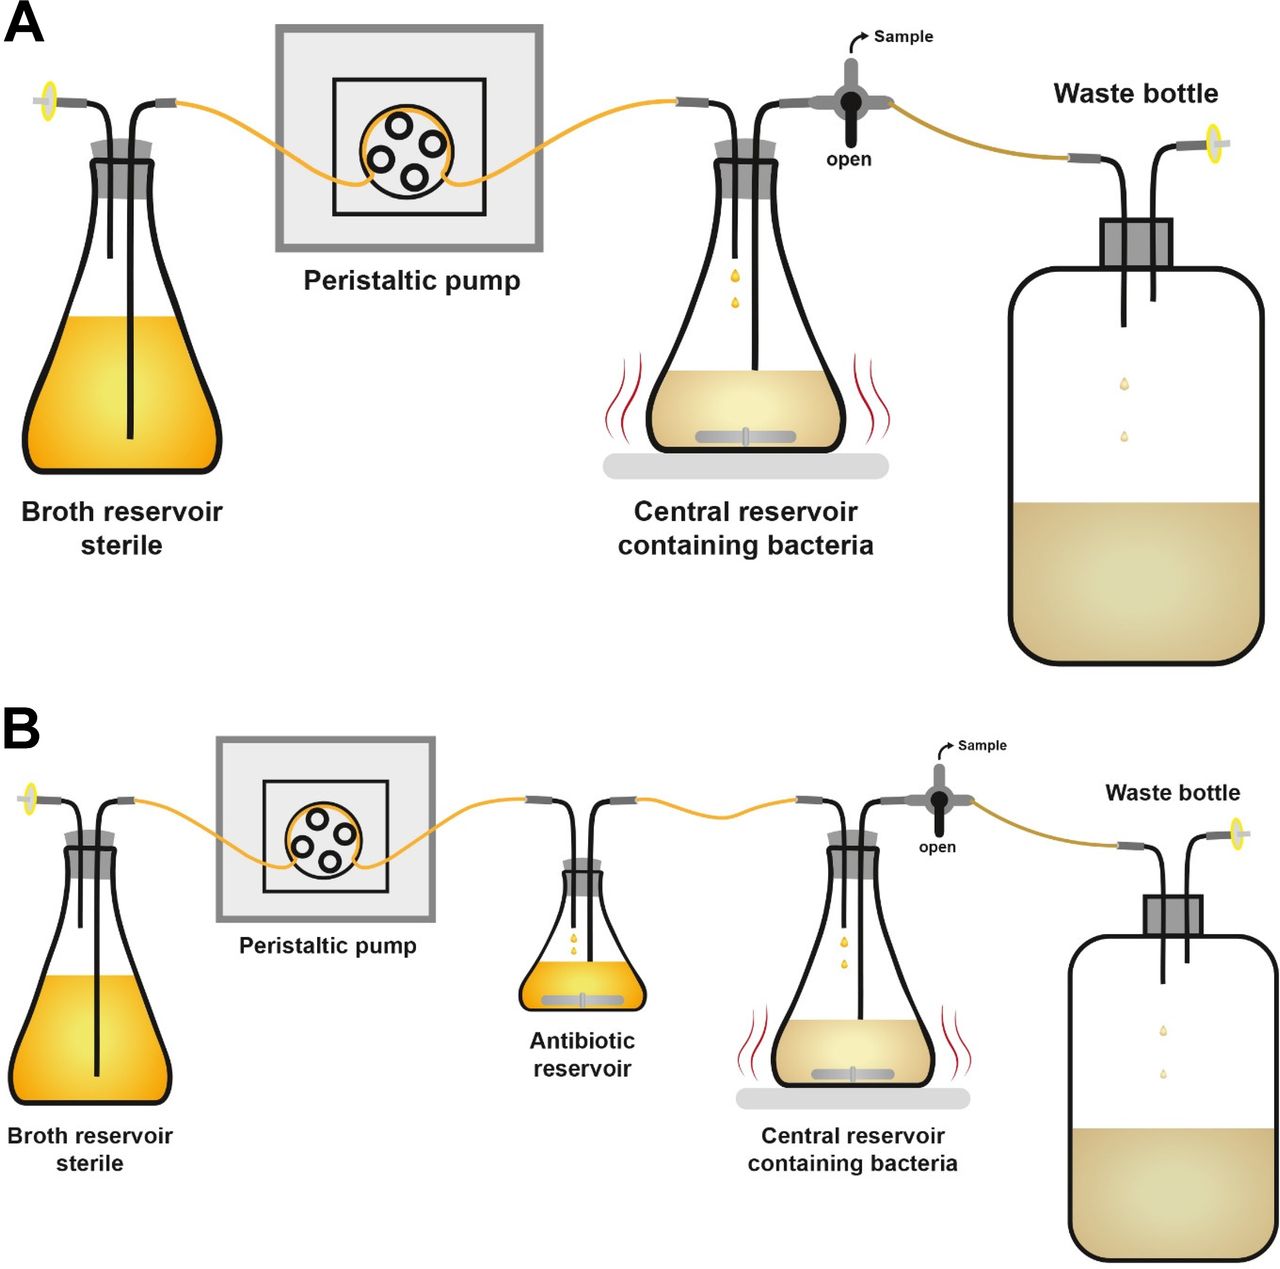 A
Sample
Waste bottle
open
Peristaltic pump
Broth reservoir
sterile
Central reservoir
containing bacteria
B
Sample
Waste bottle
open
Peristaltic pump
Antibiotic
reservoir
Broth reservoir
sterile
Central reservoir
containing bacteria